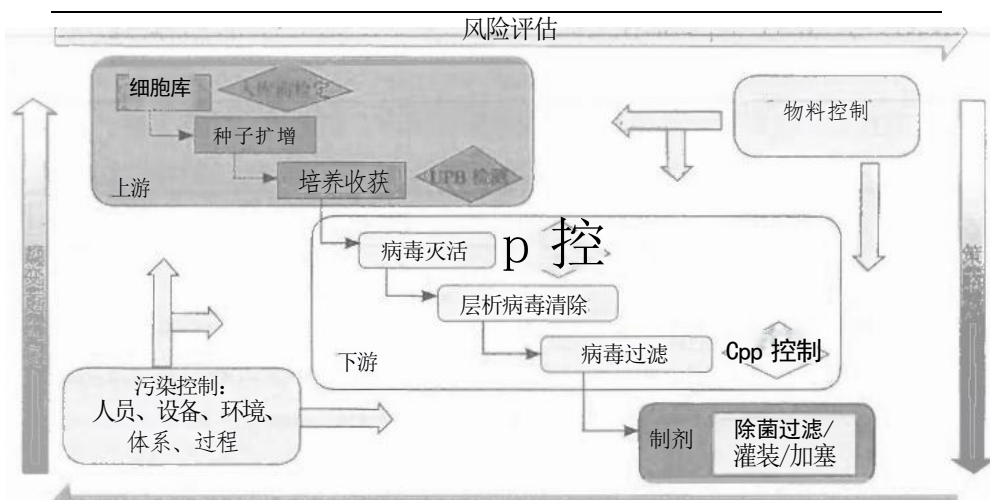 风险评估
细胞库
种子扩增
培养收获
UPB 检测
上游
物料控制
病毒灭活
p 控
层析病毒清除
病毒过滤
Cpp 控制
下游
污染控制：
人员、设备、环境、
体系、过程
制剂
除菌过滤/
灌装/加塞